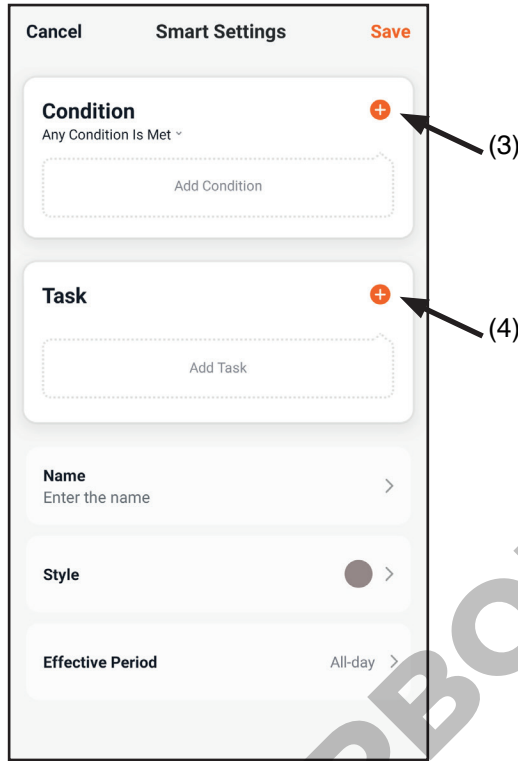 Cancel Smart Settings Save
Condition
Any Condition Is Met
(3)
Add Condition
Task
(4)
Add Task
Name
Enter the name
Style
Effective Period All-day